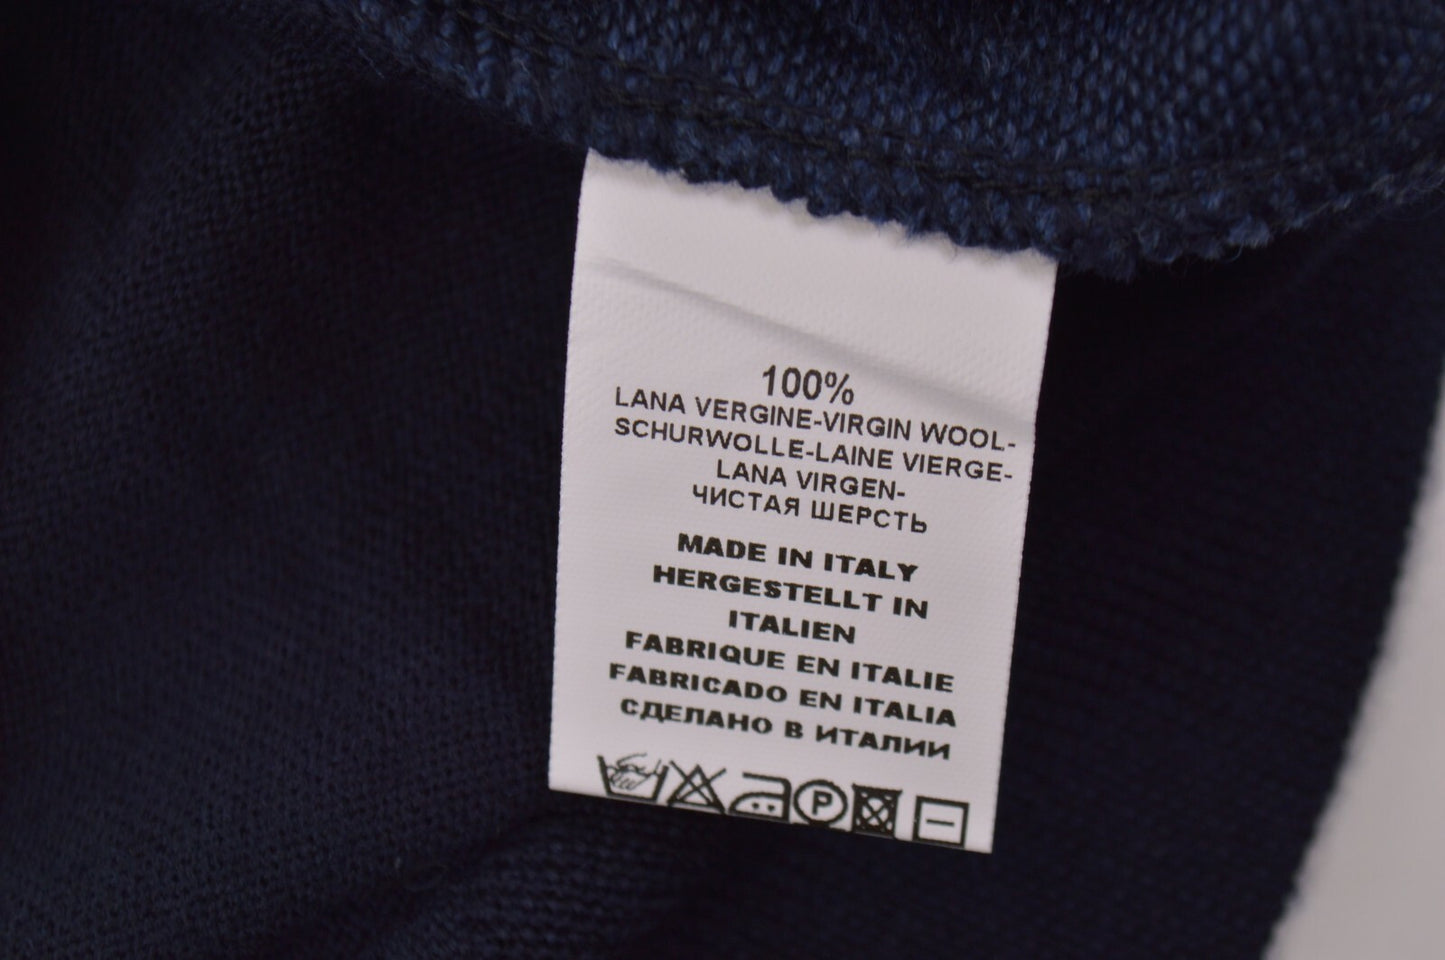 100%
LANA VERGINE-VIRGIN WOOL-
SCHURWOLLE-LAINE VIERGE-
LANA VIRGEN-
ЧИСТАЯ ШЕРСТЬ
MADE IN ITALY
HERGESTELLT IN
ITALIEN
FABRIQUE EN ITALIE
FABRICADO EN ITALIA
СДЕЛАНО В ИТАЛИИ
P